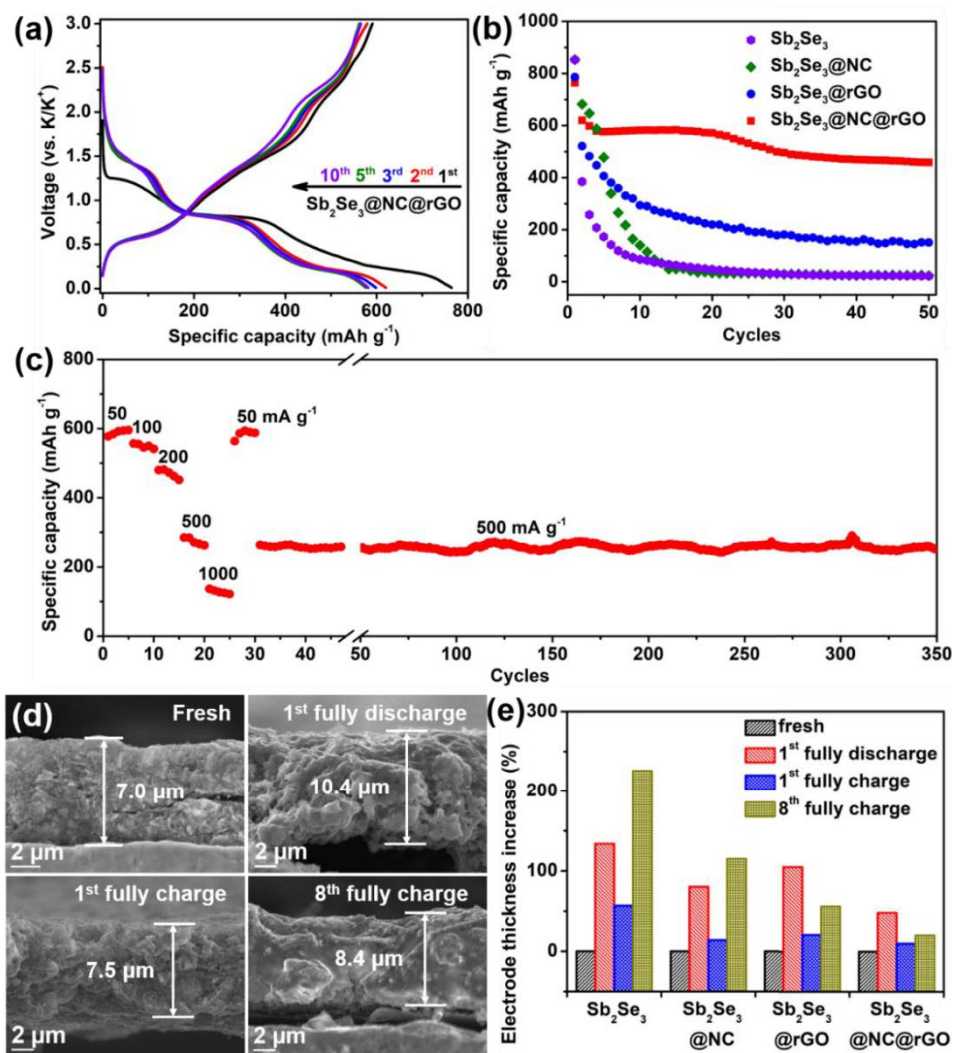 (a)
3.0
2.5
2.0
1.5
1.0
0.5
0.0
Voltage (vs. K/K⁺)
10ᵗʰ 5ᵗʰ 3ʳᵈ 2ⁿᵈ 1ˢᵗ
Sb₂Se₃@NC@rGO
0 200 400 600 800
Specific capacity (mAh g⁻¹)
(b)
1000
800
600
400
200
0
Specific capacity (mAh g⁻¹)
Sb₂Se₃
Sb₂Se₃@NC
Sb₂Se₃@rGO
Sb₂Se₃@NC@rGO
0 10 20 30 40 50
Cycles
(c)
800
600
400
200
0
Specific capacity (mAh g⁻¹)
50
100
200
500
1000
50 mA g⁻¹
500 mA g⁻¹
0 10 20 30 40 50 100 150 200 250 300 350
Cycles
(d)
Fresh
7.0 µm
2 µm
1ˢᵗ fully discharge
10.4 µm
2 µm
1ˢᵗ fully charge
7.5 µm
2 µm
8ᵗʰ fully charge
8.4 µm
2 µm
(e)
300
200
100
0
Electrode thickness increase (%)
fresh
1ˢᵗ fully discharge
1ˢᵗ fully charge
8ᵗʰ fully charge
Sb₂Se₃
Sb₂Se₃
@NC
Sb₂Se₃
@rGO
Sb₂Se₃
@NC@rGO